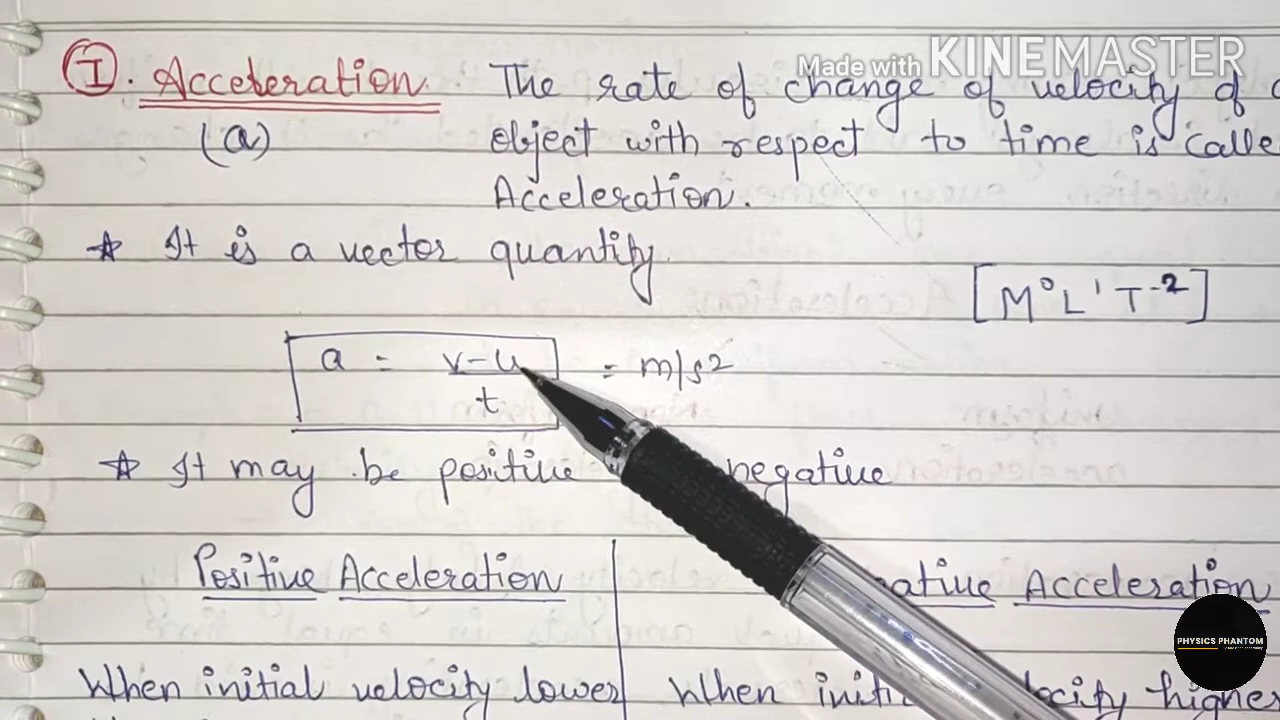 Made with KINEMASTER
I. Acceleration The rate of change of velocity of
(a) object with respect to time is calle
Acceleration.
★ It is a vector quantity.
[M⁰L¹T⁻²]
a = v-u = m/s²
t
★ It may be positive negative
Positive Acceleration ative Acceleration
PHYSICS PHANTOM
When initial velocity lower When initi ocity higher